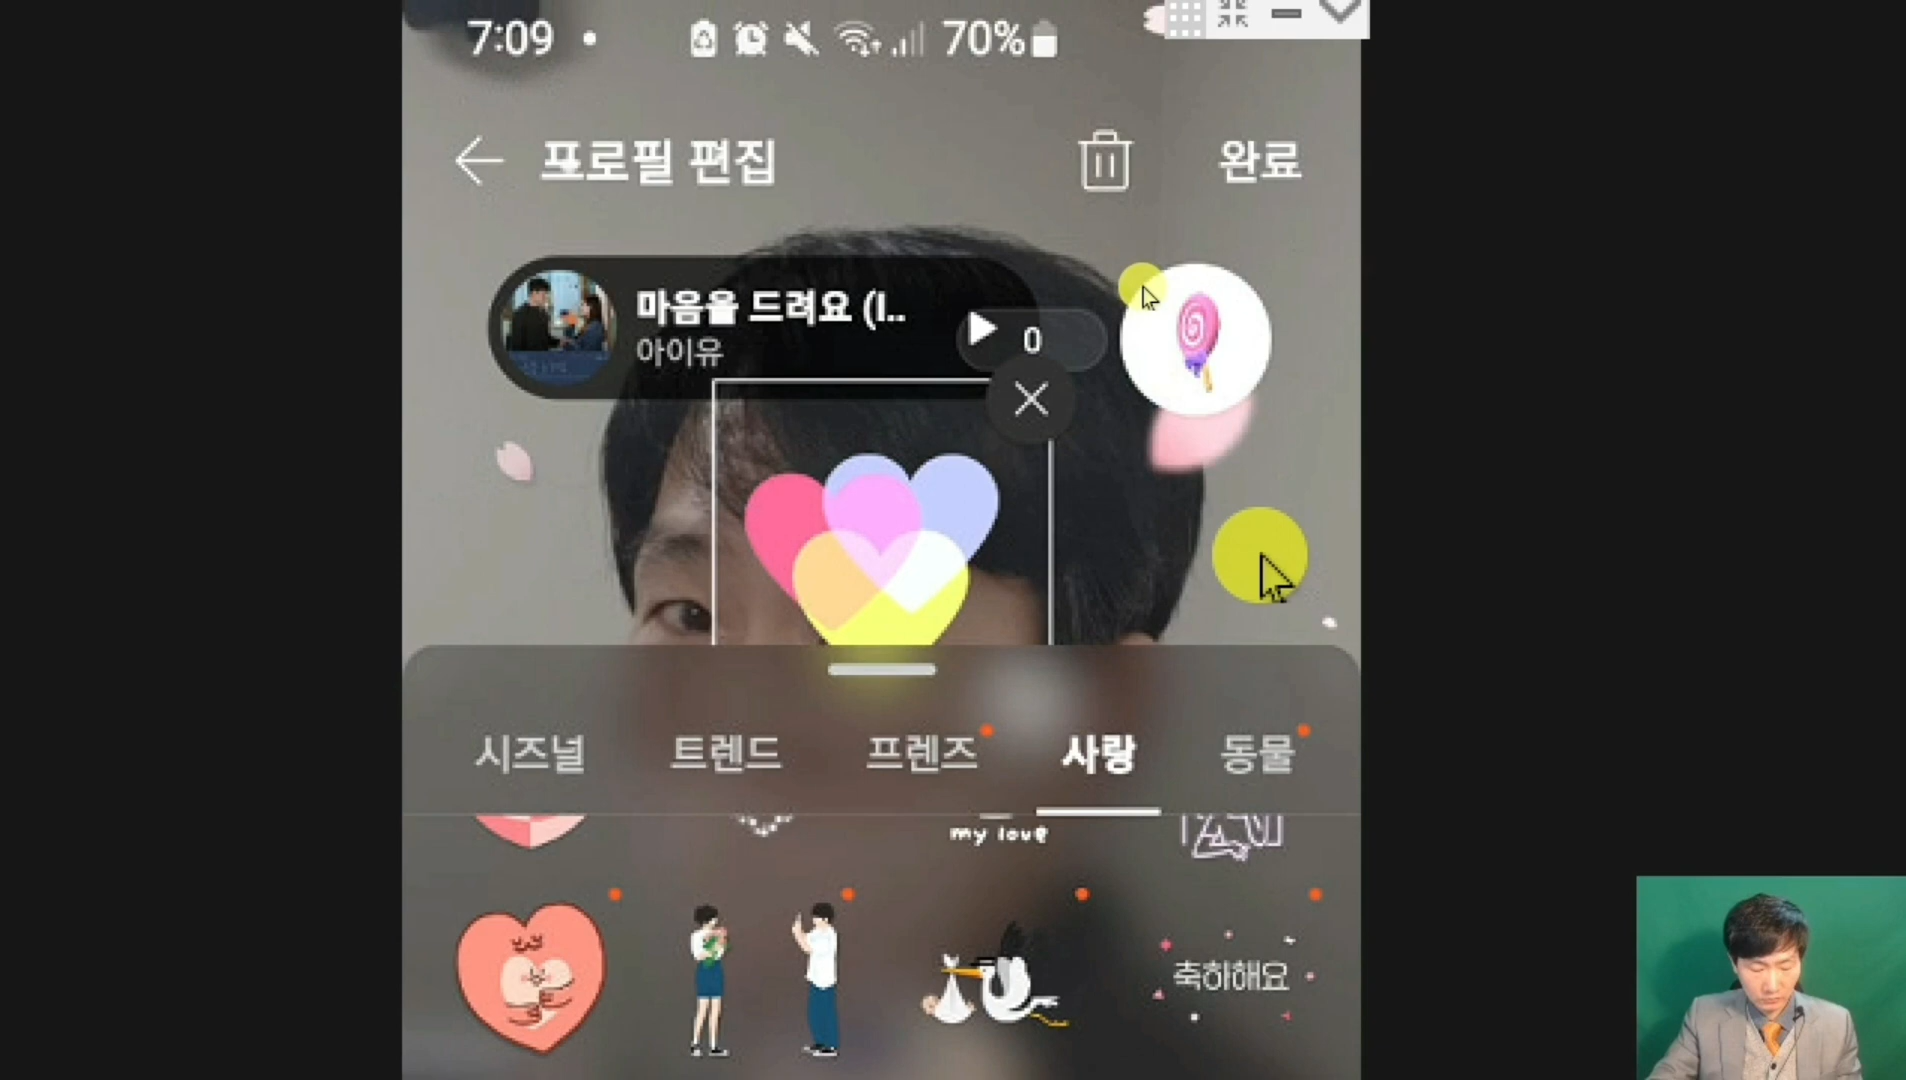 7:09
70%
프로필 편집
완료
마음을 드려요 (I..
아이유
0
시즈널
트렌드
프렌즈
사랑
동물
my love
축하해요